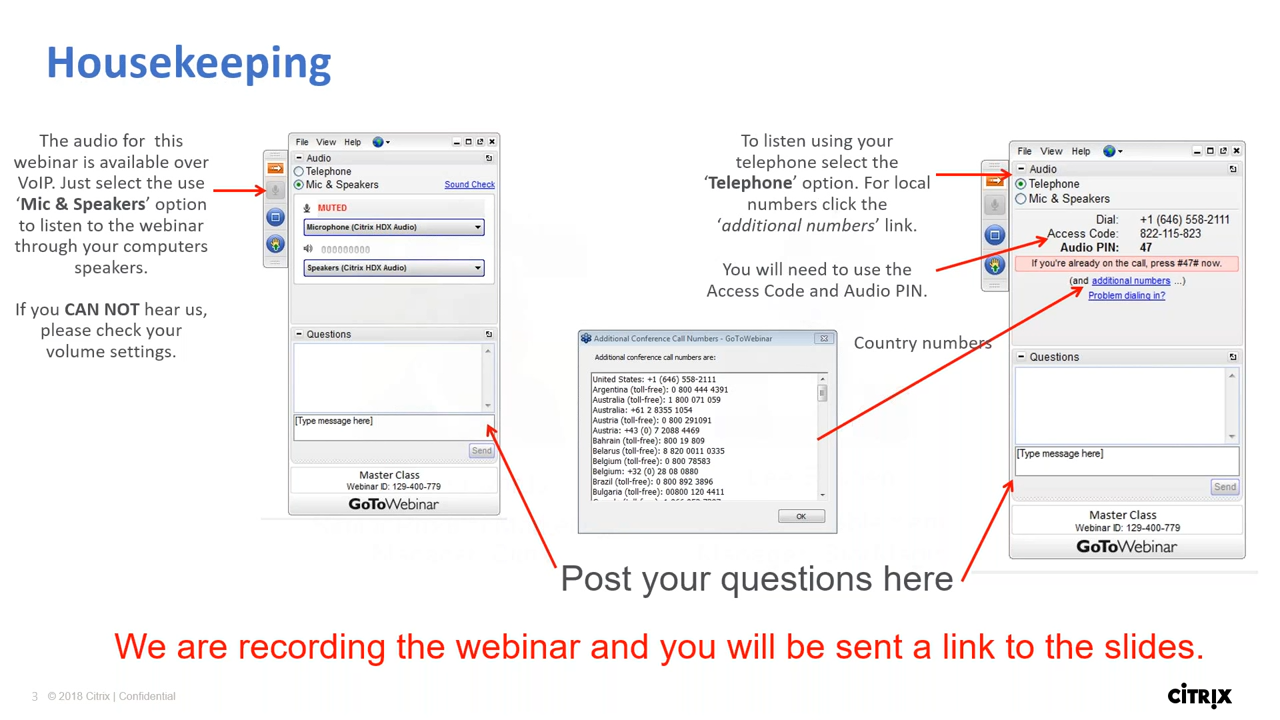 Housekeeping
The audio for this
webinar is available over
VoIP. Just select the use
‘Mic & Speakers’ option
to listen to the webinar
through your computers
speakers.
If you CAN NOT hear us,
please check your
volume settings.
File View Help
Audio
Telephone
Mic & Speakers Sound Check
MUTED
Microphone (Citrix HDX Audio)
Speakers (Citrix HDX Audio)
Questions
[Type message here]
Send
Master Class
Webinar ID: 129-400-779
GoToWebinar
To listen using your
telephone select the
‘Telephone’ option. For local
numbers click the
‘additional numbers’ link.
You will need to use the
Access Code and Audio PIN.
Country numbers
Additional Conference Call Numbers - GoToWebinar
Additional conference call numbers are:
United States: +1 (646) 558-2111
Argentina (toll-free): 0 800 444 4391
Australia (toll-free): 1 800 071 059
Australia: +61 2 8355 1054
Austria (toll-free): 0 800 291091
Austria: +43 (0) 7 2088 4469
Bahrain (toll-free): 800 19 809
Belarus (toll-free): 8 820 0011 0335
Belgium (toll-free): 0 800 78583
Belgium: +32 (0) 28 08 0880
Brazil (toll-free): 0 800 892 3896
Bulgaria (toll-free): 00800 120 4411
OK
File View Help
Audio
Telephone
Mic & Speakers
Dial: +1 (646) 558-2111
Access Code: 822-115-823
Audio PIN: 47
If you're already on the call, press #47# now.
(and additional numbers ...)
Problem dialing in?
Questions
[Type message here]
Send
Master Class
Webinar ID: 129-400-779
GoToWebinar
Post your questions here
We are recording the webinar and you will be sent a link to the slides.
3 © 2018 Citrix | Confidential
CITRIX